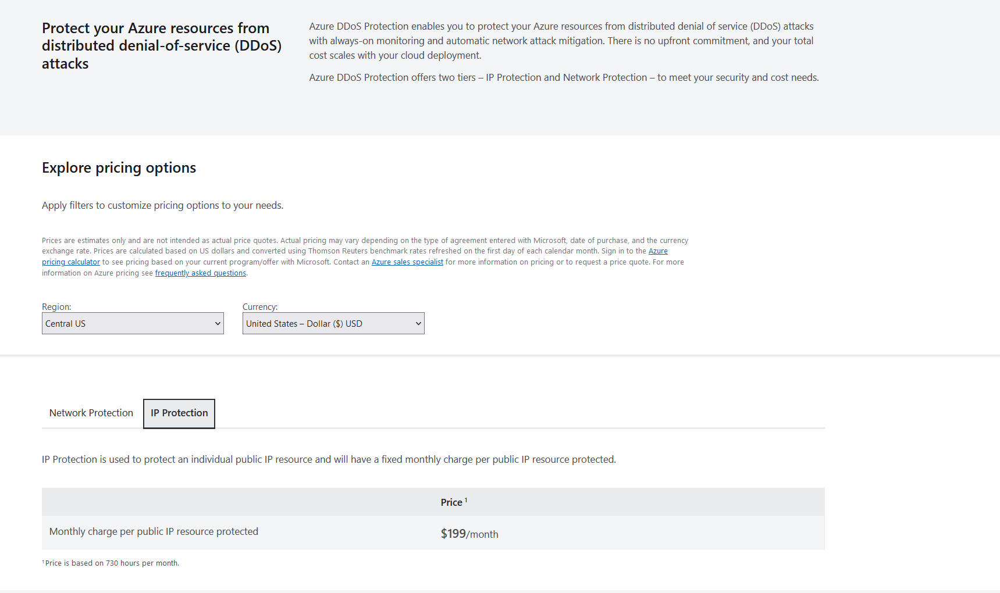 Protect your Azure resources from
distributed denial-of-service (DDoS)
attacks
Azure DDoS Protection enables you to protect your Azure resources from distributed denial of service (DDoS) attacks
with always-on monitoring and automatic network attack mitigation. There is no upfront commitment, and your total
cost scales with your cloud deployment.
Azure DDoS Protection offers two tiers – IP Protection and Network Protection – to meet your security and cost needs.
Explore pricing options
Apply filters to customize pricing options to your needs.
Prices are estimates only and are not intended as actual price quotes. Actual pricing may vary depending on the type of agreement entered with Microsoft, date of purchase, and the currency
exchange rate. Prices are calculated based on US dollars and converted using Thomson Reuters benchmark rates refreshed on the first day of each calendar month. Sign in to the Azure
pricing calculator to see pricing based on your current program/offer with Microsoft. Contact an Azure sales specialist for more information on pricing or to request a price quote. For more
information on Azure pricing see frequently asked questions.
Region:
Central US
Currency:
United States – Dollar ($) USD
Network Protection
IP Protection
IP Protection is used to protect an individual public IP resource and will have a fixed monthly charge per public IP resource protected.
Price ¹
Monthly charge per public IP resource protected
$199/month
¹Price is based on 730 hours per month.